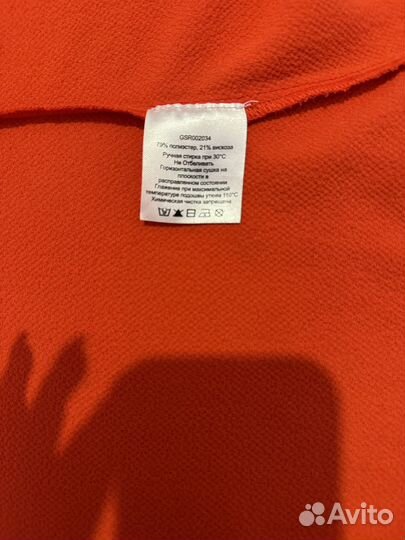 GSR002034
79% полиэстер, 21% вискоза
Ручная стирка при 30°C
Не Отбеливать
Горизонтальная сушка на
плоскости в
расправленном состоянии
Глажение при максимальной
температуре подошвы утюга 110°C
Химическая чистка запрещена
Avito